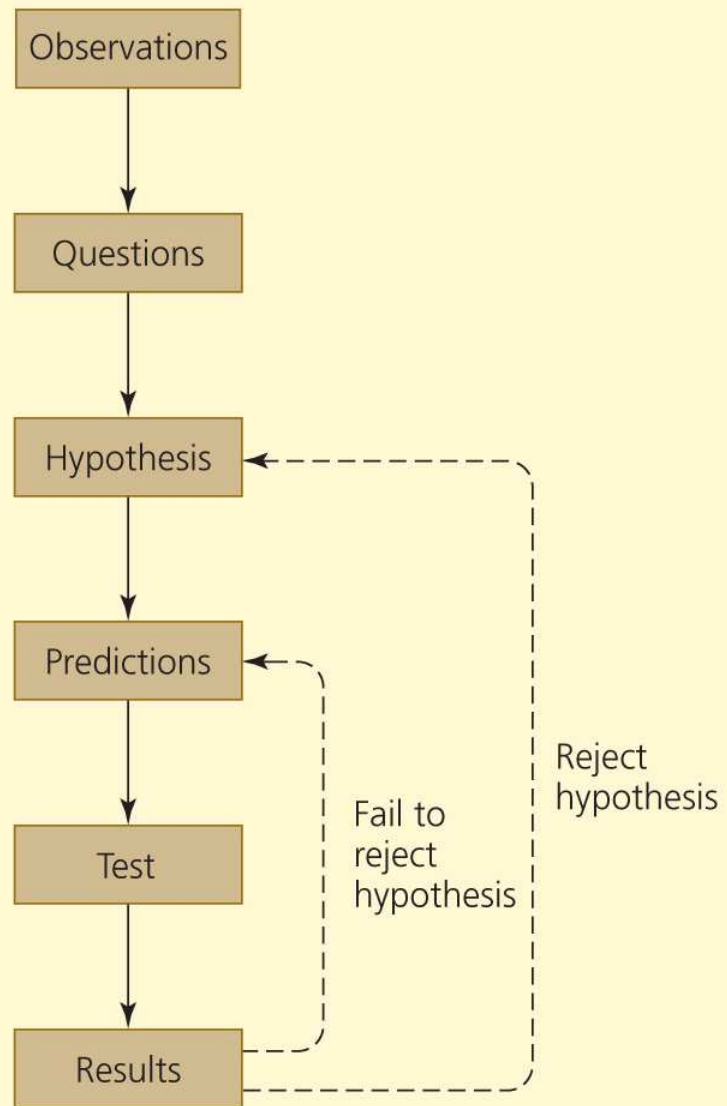 Observations
Questions
Hypothesis
Predictions
Test
Results
Fail to
reject
hypothesis
Reject
hypothesis